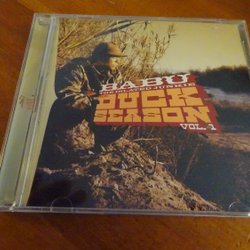 BABU
THE DILATED JUNKIE
DUCK
SEASON
VOL. 1